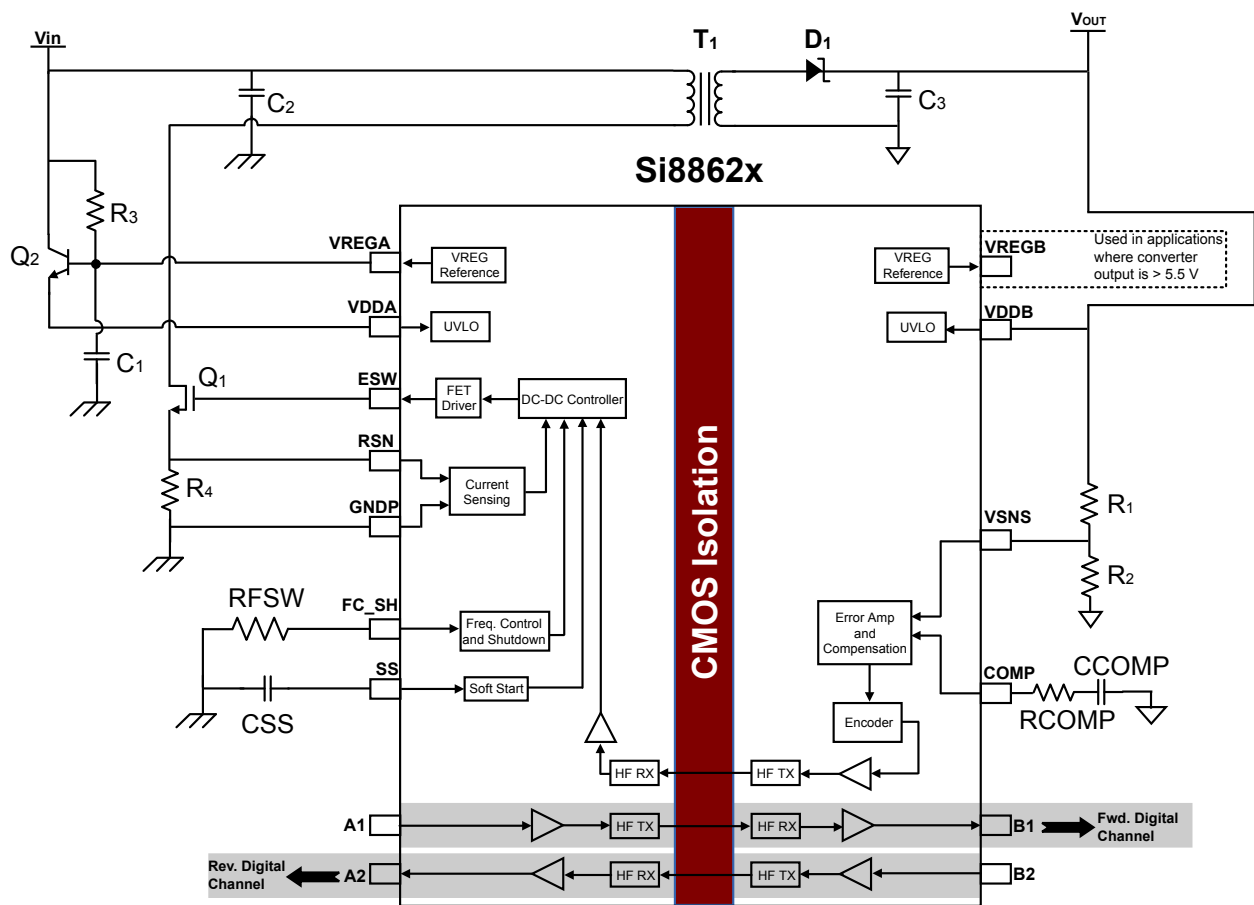 Vin
T1
D1
VOUT
C2
C3
Si8862x
R3
Q2
VREGA
VREG
Reference
VREG
Reference
VREGB
Used in applications
where converter
output is > 5.5 V
VDDA
UVLO
UVLO
VDDB
C1
Q1
ESW
FET
Driver
DC-DC Controller
RSN
R4
Current
Sensing
GNDP
CMOS Isolation
R1
VSNS
R2
RFSW
FC_SH
Freq. Control
and Shutdown
Error Amp
and
Compensation
SS
Soft Start
CSS
COMP
CCOMP
RCOMP
Encoder
HF RX
HF TX
A1
HF TX
HF RX
B1
Fwd. Digital
Channel
Rev. Digital
Channel
A2
HF RX
HF TX
B2